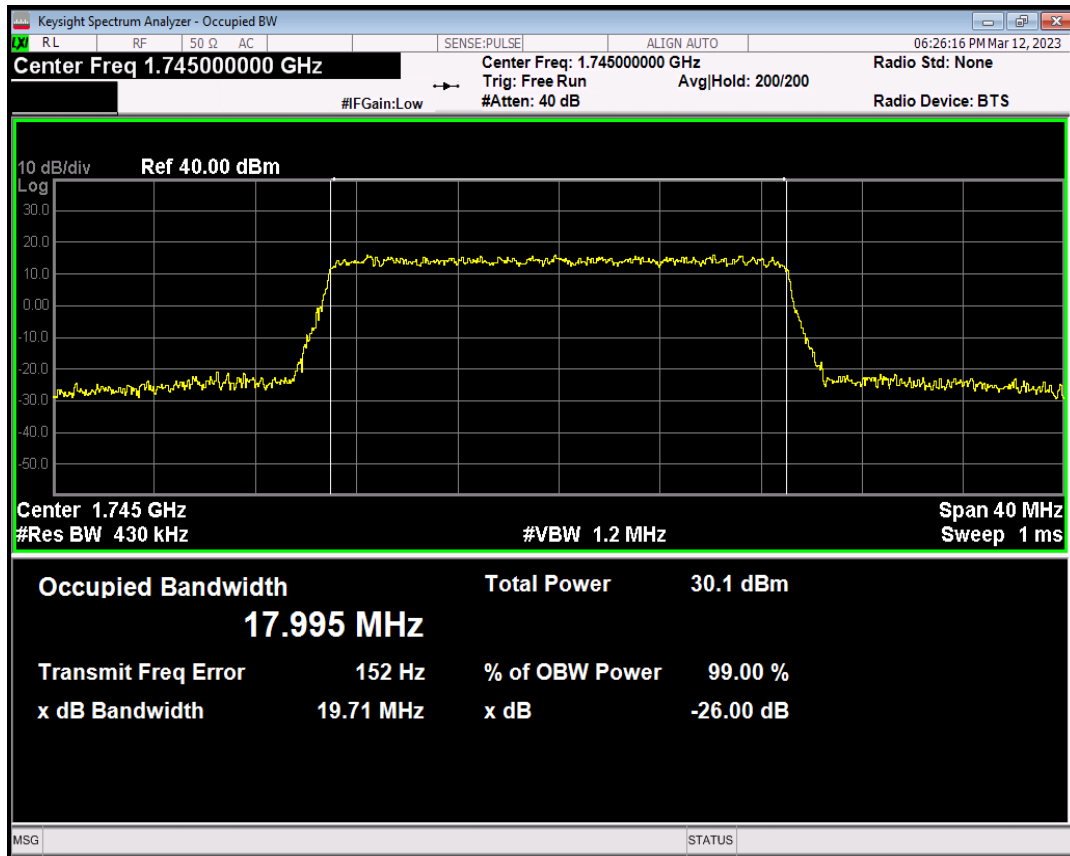 Keysight Spectrum Analyzer - Occupied BW
LXI RL RF 50 Ω AC SENSE:PULSE ALIGN AUTO 06:26:16 PM Mar 12, 2023
Center Freq 1.745000000 GHz Center Freq: 1.745000000 GHz Radio Std: None
Trig: Free Run Avg|Hold: 200/200
#IFGain:Low #Atten: 40 dB Radio Device: BTS
10 dB/div Ref 40.00 dBm
Log
30.0
20.0
10.0
0.00
-10.0
-20.0
-30.0
-40.0
-50.0
Center 1.745 GHz Span 40 MHz
#Res BW 430 kHz #VBW 1.2 MHz Sweep 1 ms
Occupied Bandwidth Total Power 30.1 dBm
17.995 MHz
Transmit Freq Error 152 Hz % of OBW Power 99.00 %
x dB Bandwidth 19.71 MHz x dB -26.00 dB
MSG STATUS